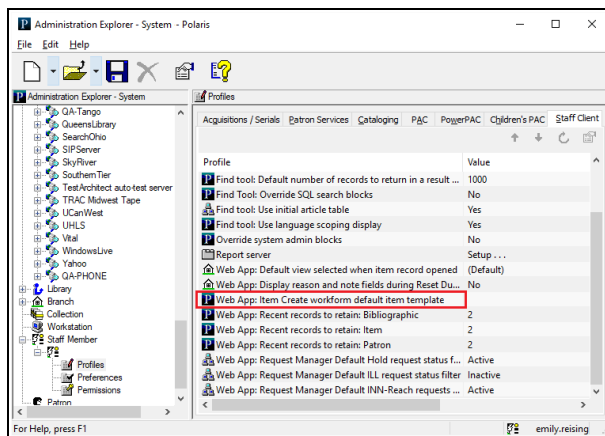 Administration Explorer - System - Polaris
File Edit Help
Administration Explorer - System
QA-Tango
QueensLibrary
SearchOhio
SIPServer
SkyRiver
SouthernTier
TestArchitect auto-test server
TRAC Midwest Tape
UCanWest
UHLS
Vital
WindowsLive
Yahoo
QA-PHONE
Library
Branch
Collection
Workstation
Staff Member
Profiles
Preferences
Permissions
Patron
Profiles
Acquisitions / Serials Patron Services Cataloging PAC PowerPAC Children's PAC Staff Client
Profile Value
Find tool: Default number of records to return in a result ... 1000
Find Tool: Override SQL search blocks No
Find tool: Use initial article table Yes
Find tool: Use language scoping display Yes
Override system admin blocks No
Report server Setup . . .
Web App: Default view selected when item record opened (Default)
Web App: Display reason and note fields during Reset Du... No
Web App: Item Create workform default item template
Web App: Recent records to retain: Bibliographic 2
Web App: Recent records to retain: Item 2
Web App: Recent records to retain: Patron 2
Web App: Request Manager Default Hold request status f... Active
Web App: Request Manager Default ILL request status filter Inactive
Web App: Request Manager Default INN-Reach requests ... Active
For Help, press F1 emily.reising